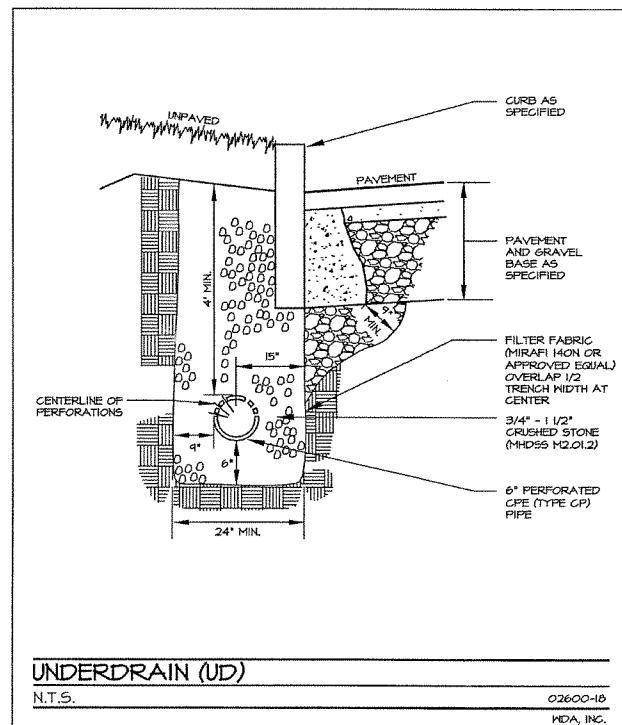 UNPAVED
CURB AS
SPECIFIED
PAVEMENT
4' MIN.
PAVEMENT
AND GRAVEL
BASE AS
SPECIFIED
9"
MIN.
15"
FILTER FABRIC
(MIRAFI 140N OR
APPROVED EQUAL)
OVERLAP 1/2
TRENCH WIDTH AT
CENTER
CENTERLINE OF
PERFORATIONS
3/4" - 1 1/2"
CRUSHED STONE
(MHDSS M2.01.2)
9"
6"
6" PERFORATED
CPE (TYPE CP)
PIPE
24" MIN.
UNDERDRAIN (UD)
N.T.S.
02600-18
WDA, INC.